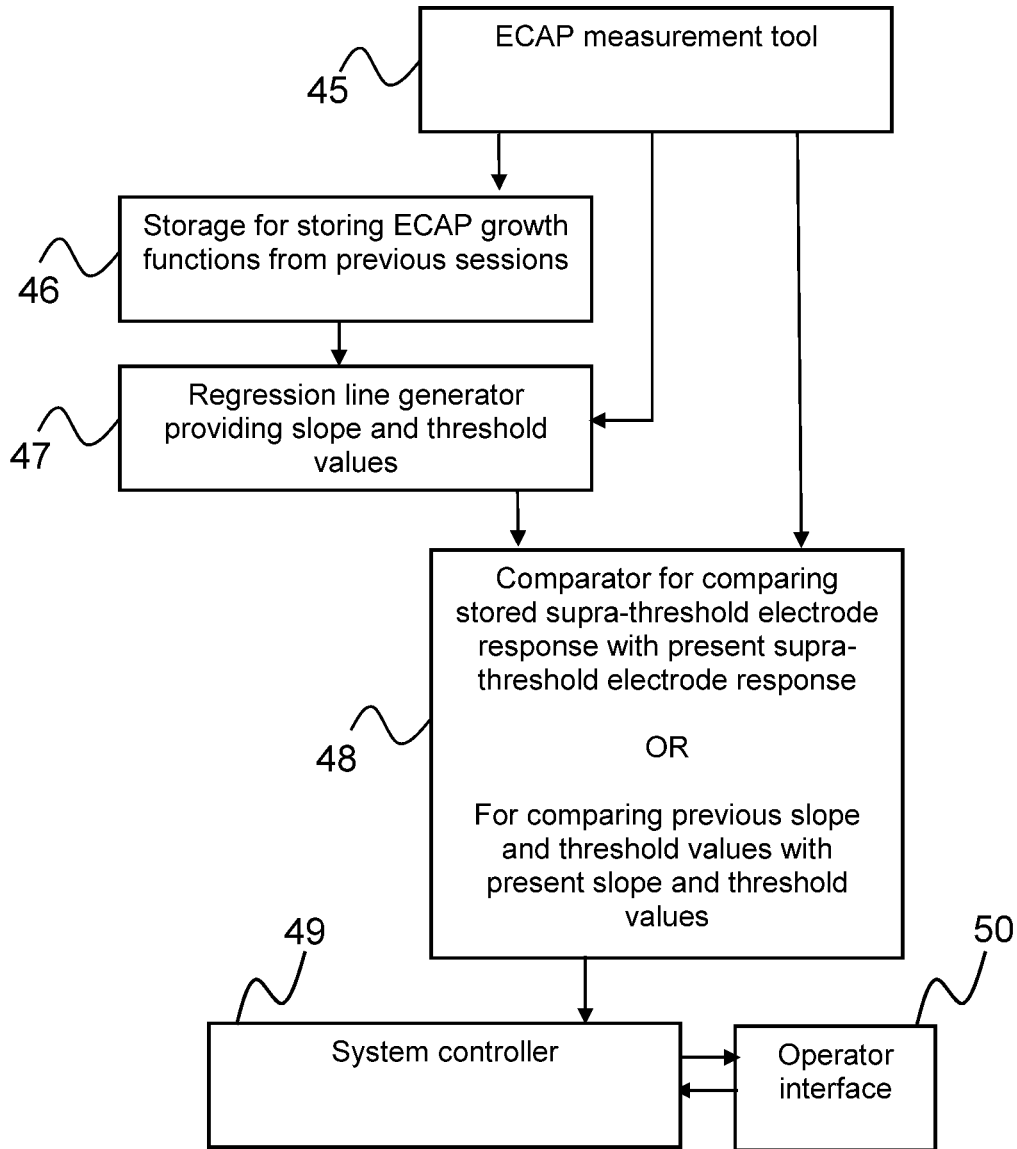 ECAP measurement tool
45
Storage for storing ECAP growth
functions from previous sessions
46
Regression line generator
providing slope and threshold
values
47
Comparator for comparing
stored supra-threshold electrode
response with present supra-
threshold electrode response
OR
For comparing previous slope
and threshold values with
present slope and threshold
values
48
49
50
System controller
Operator
interface